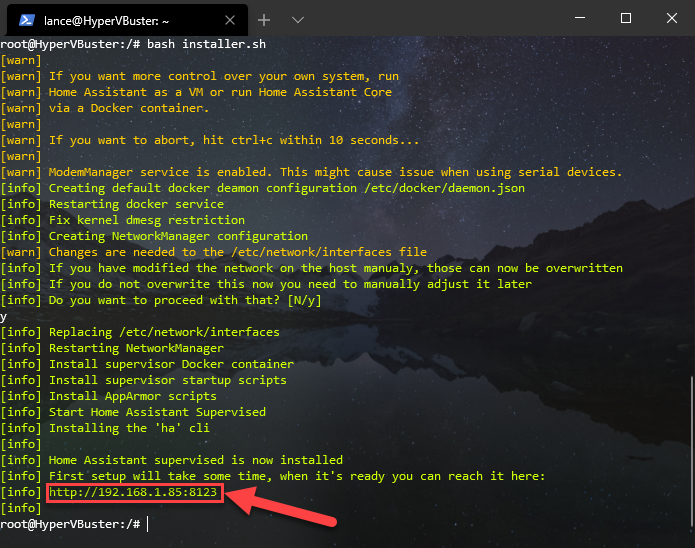 lance@HyperVBuster: ~
root@HyperVBuster:/# bash installer.sh
[warn]
[warn] If you want more control over your own system, run
[warn] Home Assistant as a VM or run Home Assistant Core
[warn] via a Docker container.
[warn]
[warn] If you want to abort, hit ctrl+c within 10 seconds...
[warn]
[warn] ModemManager service is enabled. This might cause issue when using serial devices.
[info] Creating default docker deamon configuration /etc/docker/daemon.json
[info] Restarting docker service
[info] Fix kernel dmesg restriction
[info] Creating NetworkManager configuration
[warn] Changes are needed to the /etc/network/interfaces file
[info] If you have modified the network on the host manualy, those can now be overwritten
[info] If you do not overwrite this now you need to manually adjust it later
[info] Do you want to proceed with that? [N/y]
y
[info] Replacing /etc/network/interfaces
[info] Restarting NetworkManager
[info] Install supervisor Docker container
[info] Install supervisor startup scripts
[info] Install AppArmor scripts
[info] Start Home Assistant Supervised
[info] Installing the 'ha' cli
[info]
[info] Home Assistant supervised is now installed
[info] First setup will take some time, when it's ready you can reach it here:
[info] http://192.168.1.85:8123
[info]
root@HyperVBuster:/#